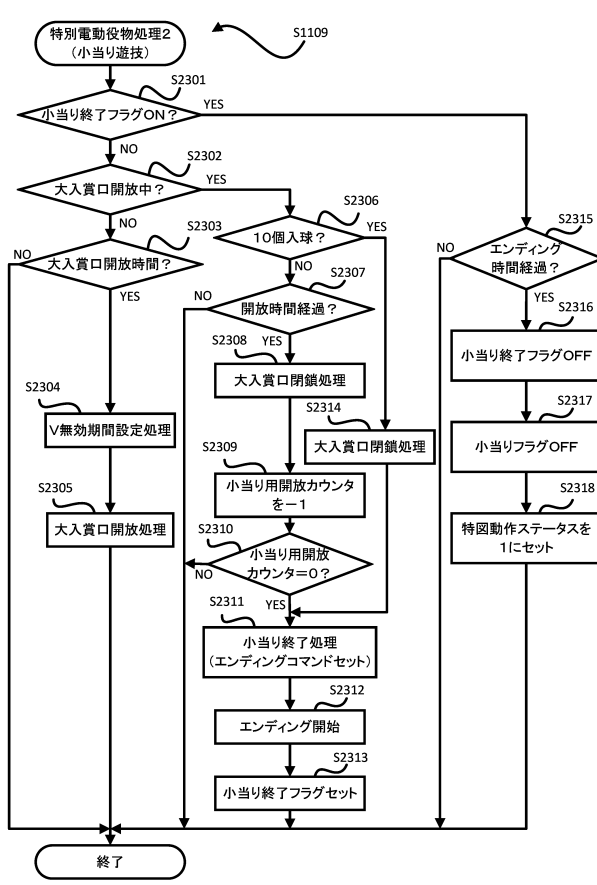 特別電動役物処理2
(小当り遊技)
S1109
S2301
小当り終了フラグON?
YES
NO
S2302
大入賞口開放中?
YES
NO
S2303
NO
大入賞口開放時間?
YES
S2304
V無効期間設定処理
S2305
大入賞口開放処理
S2306
10個入球?
YES
NO
S2307
NO
開放時間経過?
YES
S2308
大入賞口閉鎖処理
S2314
大入賞口閉鎖処理
S2309
小当り用開放カウンタ
を-1
S2310
小当り用開放
カウンタ=0?
NO
YES
S2311
小当り終了処理
(エンディングコマンドセット)
S2312
エンディング開始
S2313
小当り終了フラグセット
S2315
NO
エンディング
時間経過?
YES
S2316
小当り終了フラグOFF
S2317
小当りフラグOFF
S2318
特図動作ステータスを
1にセット
終了